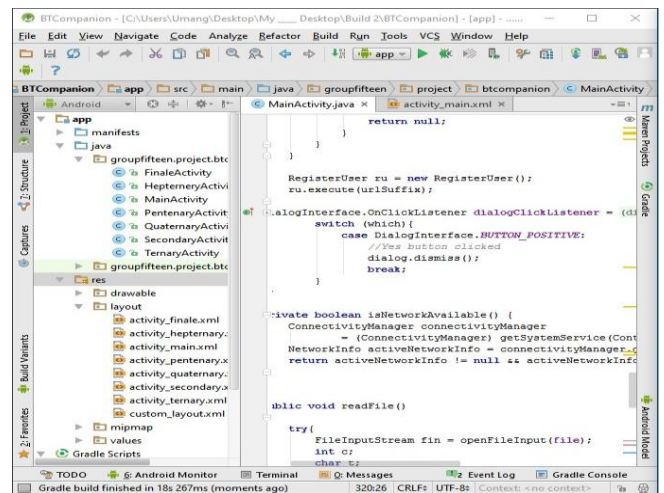 BTCompanion - [C:\Users\Umang\Desktop\My ___ Desktop\Build 2\BTCompanion] - [app] - ......
File Edit View Navigate Code Analyze Refactor Build Run Tools VCS Window Help
app
BTCompanion app src main java groupfifteen project btcompanion MainActivity
Android
MainActivity.java × activity_main.xml ×
1: Project
7: Structure
Captures
Build Variants
2: Favorites
app
manifests
java
groupfifteen.project.btc
FinaleActivity
HepterneryActivi
MainActivity
PentenaryActivit
QuaternaryActivi
SecondaryActivit
TernaryActivity
groupfifteen.project.btc
res
drawable
layout
activity_finale.xml
activity_hepternary.
activity_main.xml
activity_pentenary.x
activity_quaternary.
activity_secondary.x
activity_ternary.xml
custom_layout.xml
mipmap
values
Gradle Scripts
return null;
}
}
}
RegisterUser ru = new RegisterUser();
ru.execute(urlSuffix);
ialogInterface.OnClickListener dialogClickListener = (di
switch (which){
case DialogInterface.BUTTON_POSITIVE:
//Yes button clicked
dialog.dismiss();
break;
}
rivate boolean isNetworkAvailable() {
ConnectivityManager connectivityManager
= (ConnectivityManager) getSystemService(Cont
NetworkInfo activeNetworkInfo = connectivityManager.g
return activeNetworkInfo != null && activeNetworkInfo
ublic void readFile()
try{
FileInputStream fin = openFileInput(file);
int c;
char t;
Maven Projects
Gradle
Android Model
TODO 6: Android Monitor Terminal 0: Messages 2 Event Log Gradle Console
Gradle build finished in 18s 267ms (moments ago) 320:26 CRLF÷ UTF-8÷ Context: <no context>